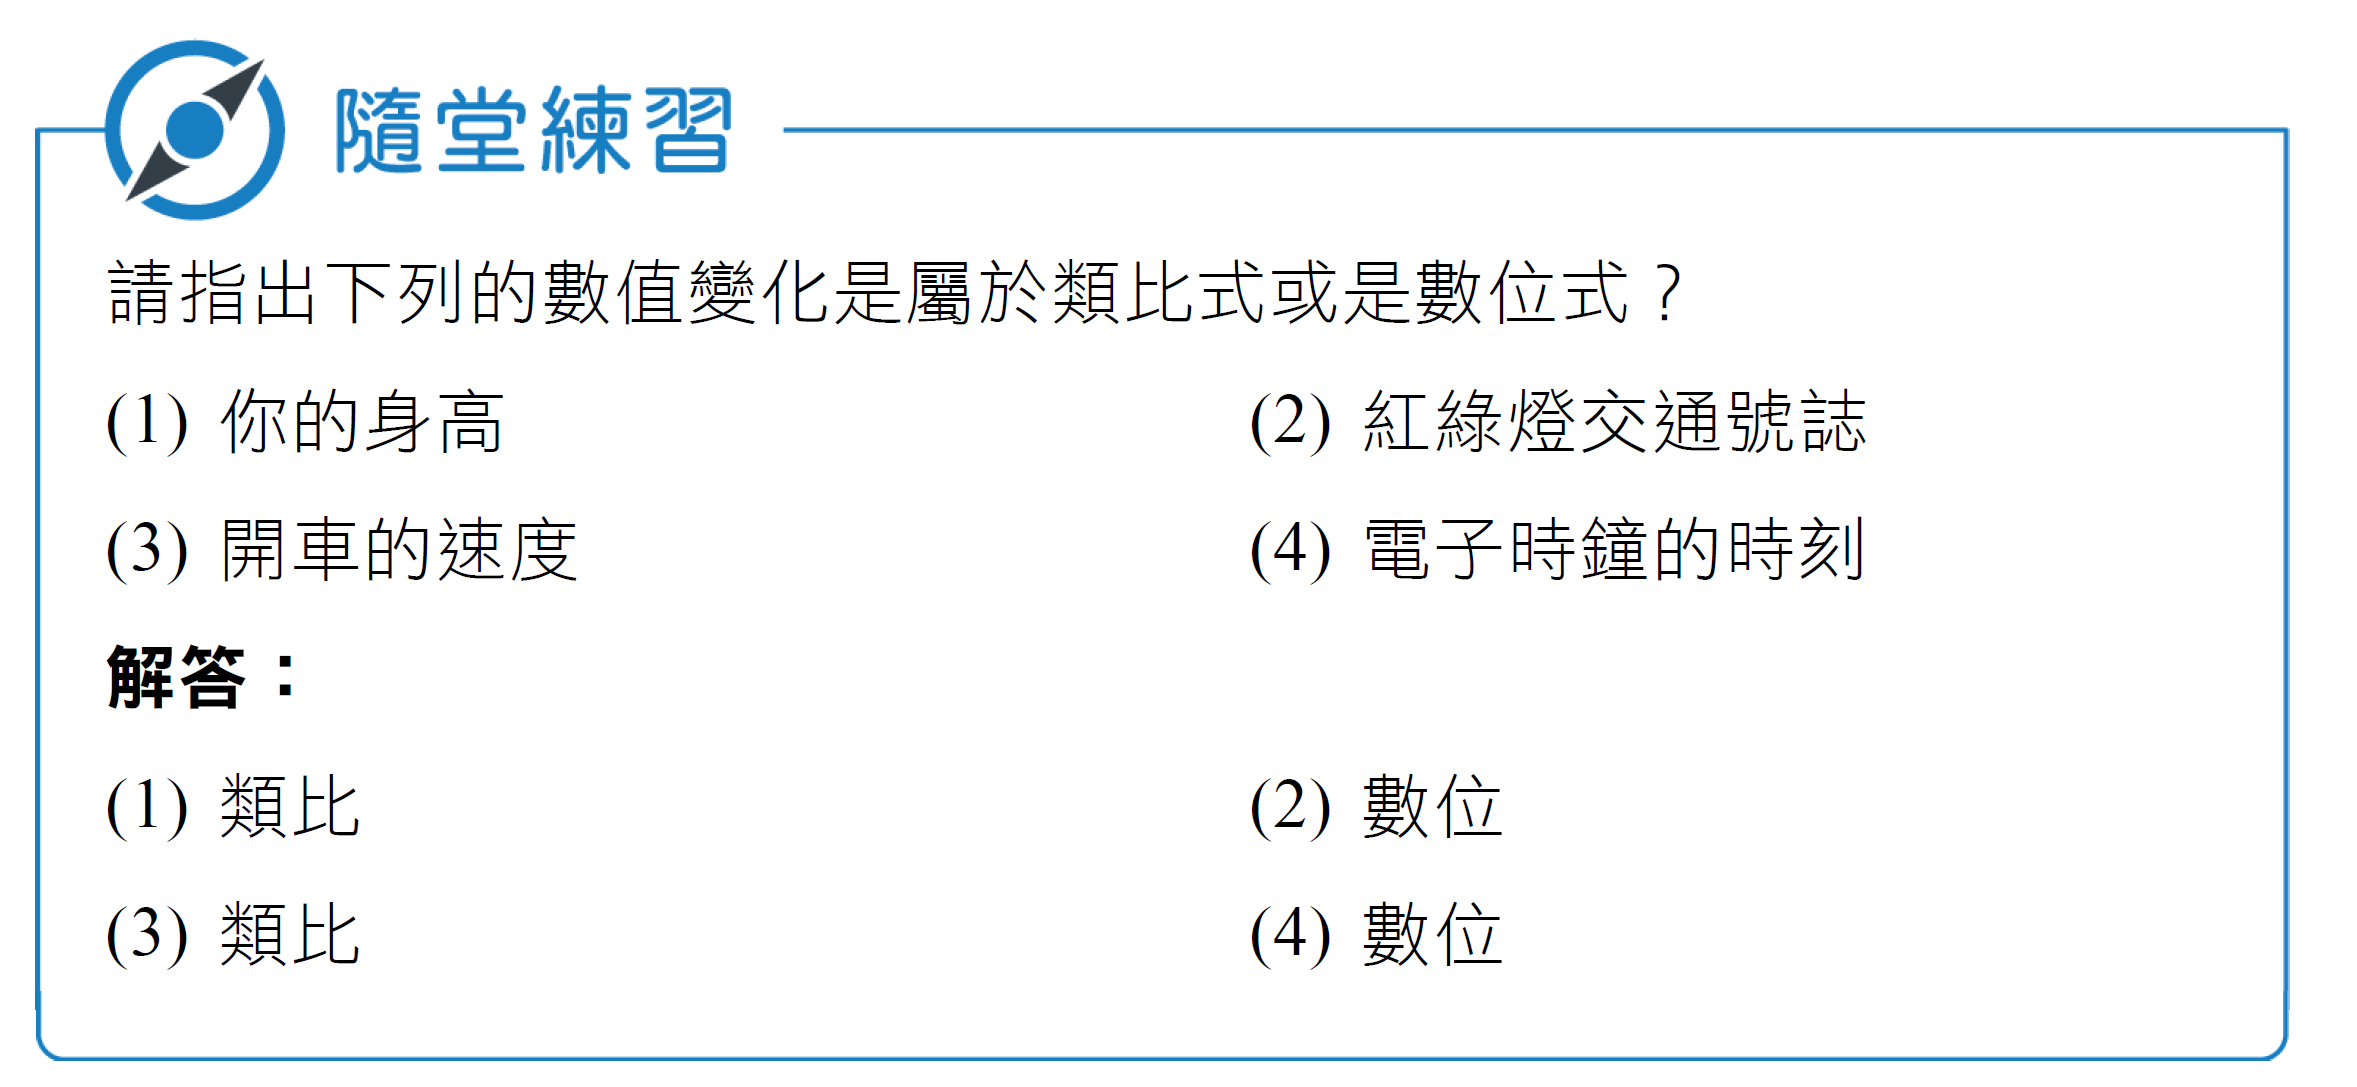 隨堂練習
請指出下列的數值變化是屬於類比式或是數位式？
(1) 你的身高 (2) 紅綠燈交通號誌
(3) 開車的速度 (4) 電子時鐘的時刻
解答：
(1) 類比 (2) 數位
(3) 類比 (4) 數位